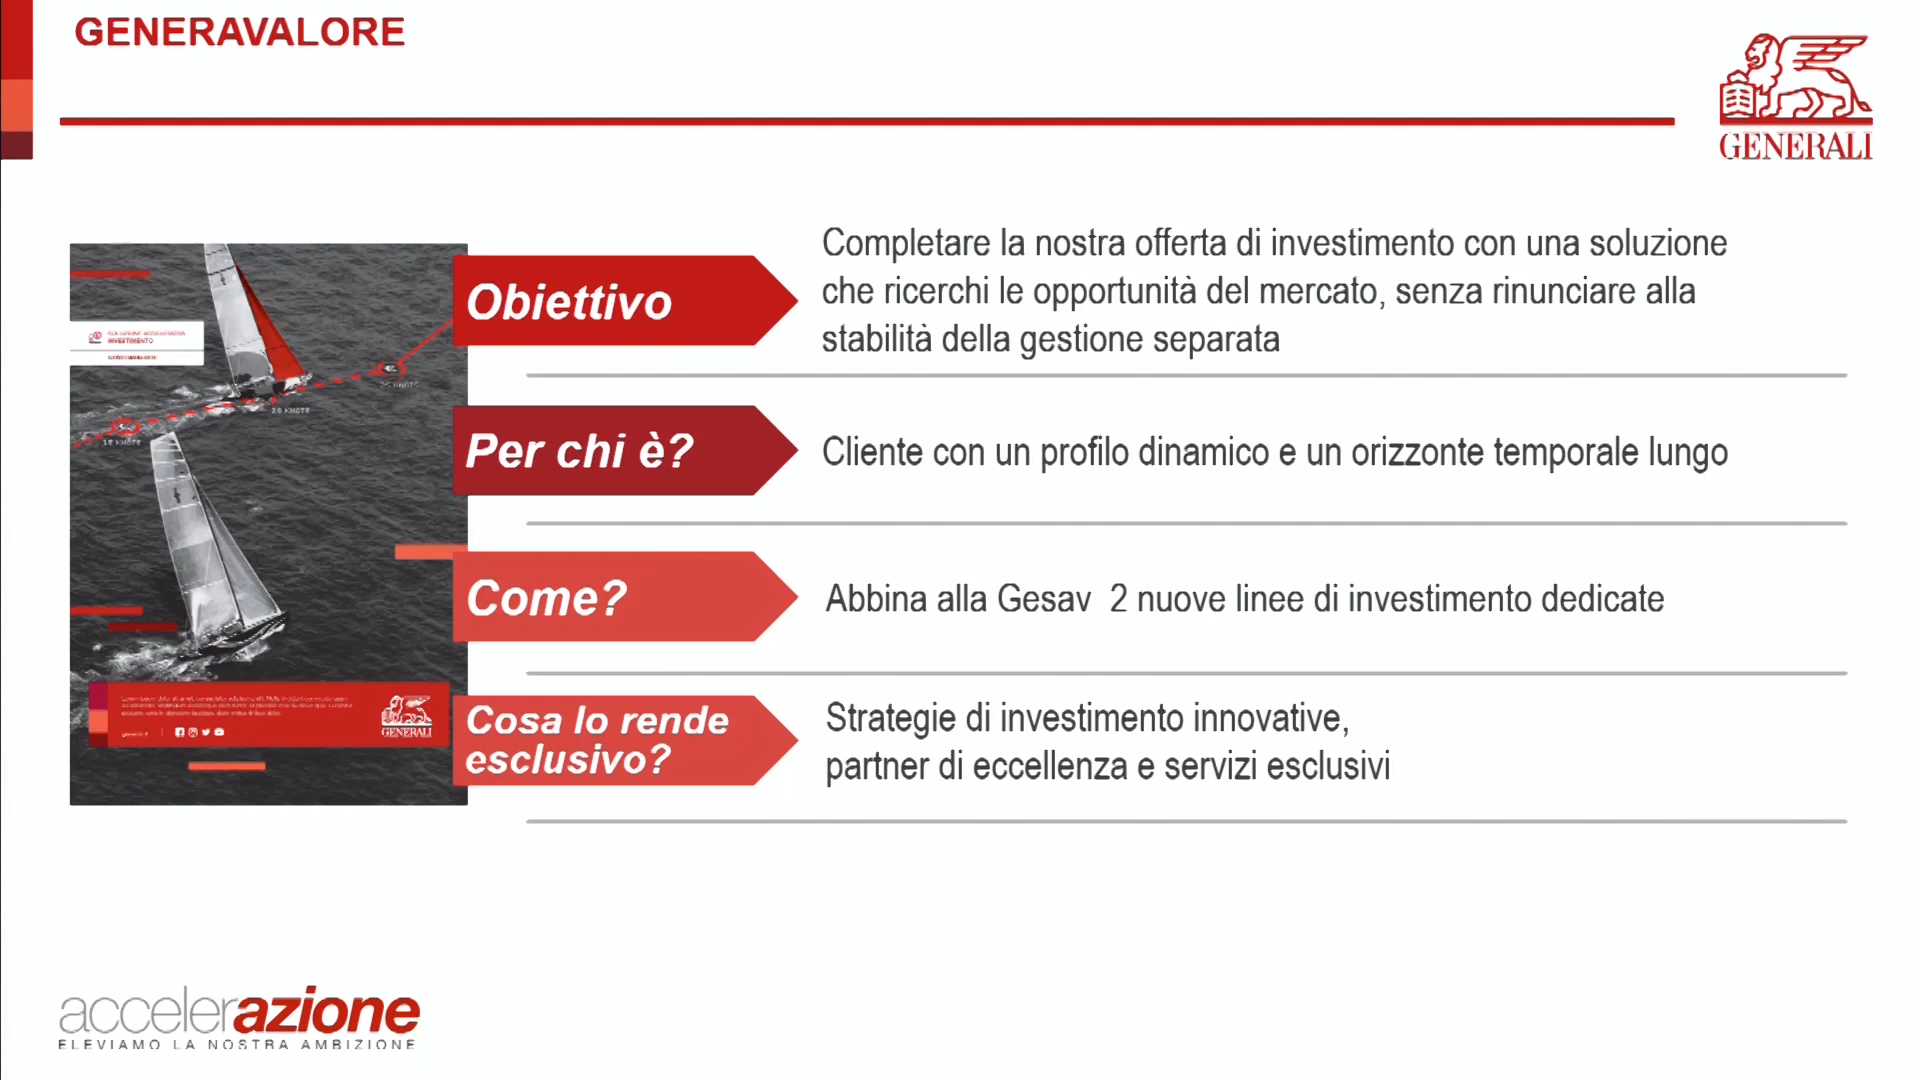 GENERAVALORE
GENERALI
Obiettivo
Completare la nostra offerta di investimento con una soluzione
che ricerchi le opportunità del mercato, senza rinunciare alla
stabilità della gestione separata
INVESTIMENTO
Per chi è?
Cliente con un profilo dinamico e un orizzonte temporale lungo
Come?
Abbina alla Gesav  2 nuove linee di investimento dedicate
Cosa lo rende
esclusivo?
Strategie di investimento innovative,
partner di eccellenza e servizi esclusivi
GENERALI
accelerazione
ELEVIAMO LA NOSTRA AMBIZIONE